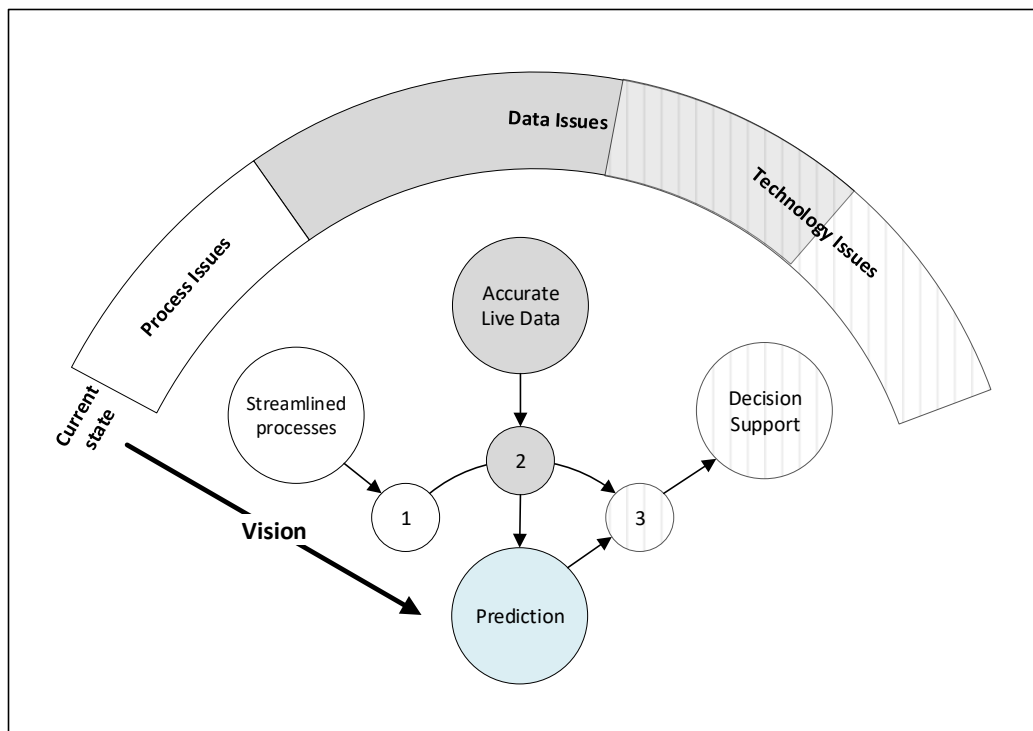 Data Issues
Technology Issues
Process Issues
Accurate
Live Data
Streamlined
processes
Decision
Support
Current
state
2
1
3
Vision
Prediction